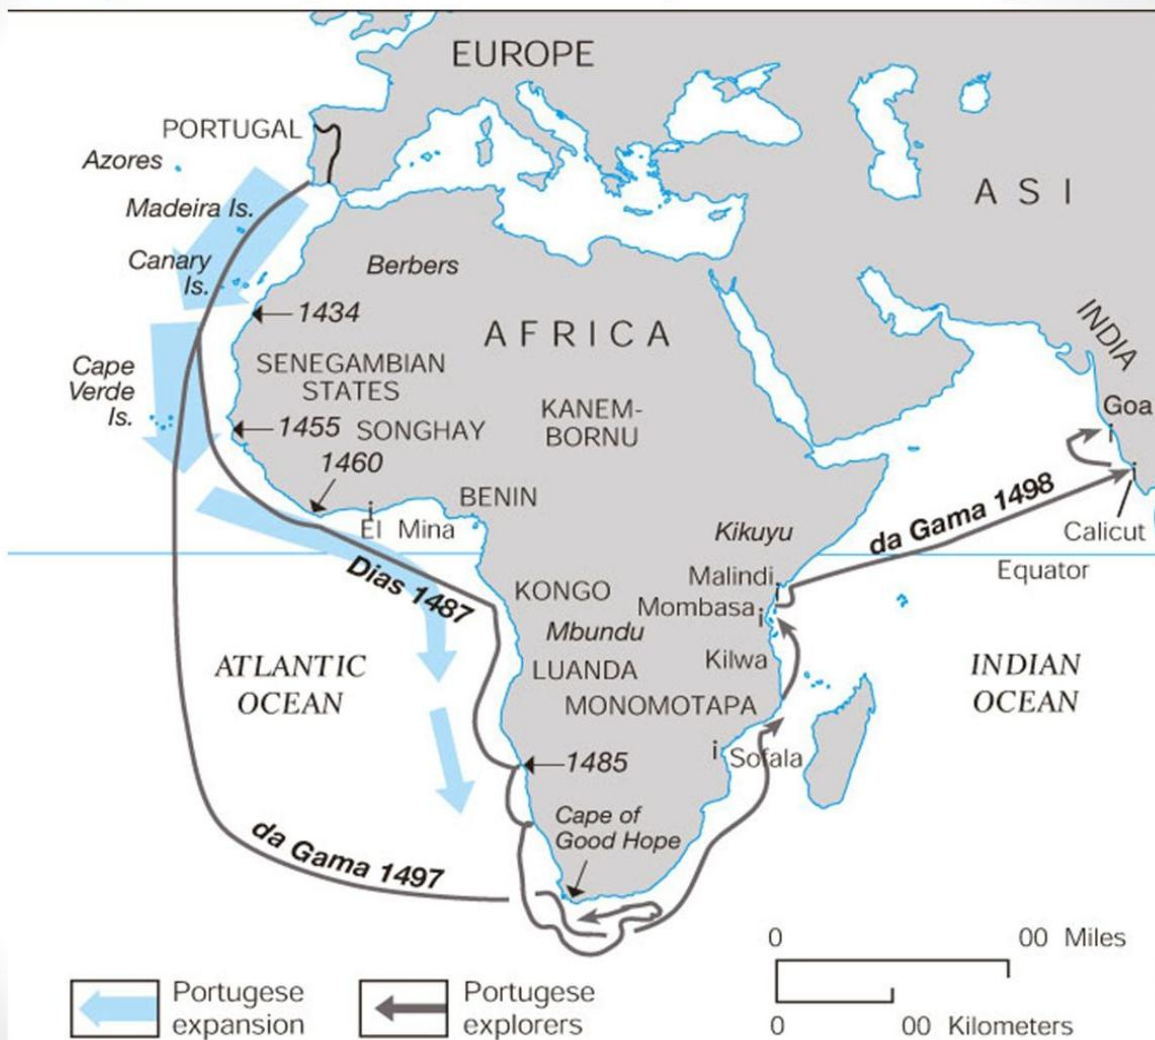 EUROPE
PORTUGAL
Azores
ASI
Madeira Is.
Canary
Is.
Berbers
1434
AFRICA
INDIA
SENEGAMBIAN
STATES
Cape
Verde
Is.
KANEM-
BORNU
Goa
i
1455
SONGHAY
1460
i
BENIN
da Gama 1498
i
El Mina
Kikuyu
Calicut
Dias 1487
Equator
KONGO
Malindi
i
Mombasa
i
Mbundu
ATLANTIC
OCEAN
LUANDA
Kilwa
INDIAN
OCEAN
MONOMOTAPA
i
Sofala
1485
Cape of
Good Hope
da Gama 1497
0 00 Miles
0 00 Kilometers
Portugese
expansion
Portugese
explorers